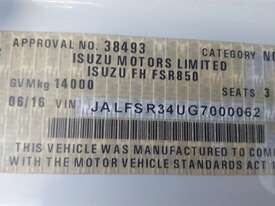 APPROVAL NO. 38493 CATEGORY
ISUZU MOTORS LIMITED
ISUZU FH FSR850
GVMkg 14000 SEATS 3
06/16 VIN JALFSR34UG7000062
THIS VEHICLE WAS MANUFACTURED TO COM
WITH THE MOTOR VEHICLE STANDARDS ACT 1